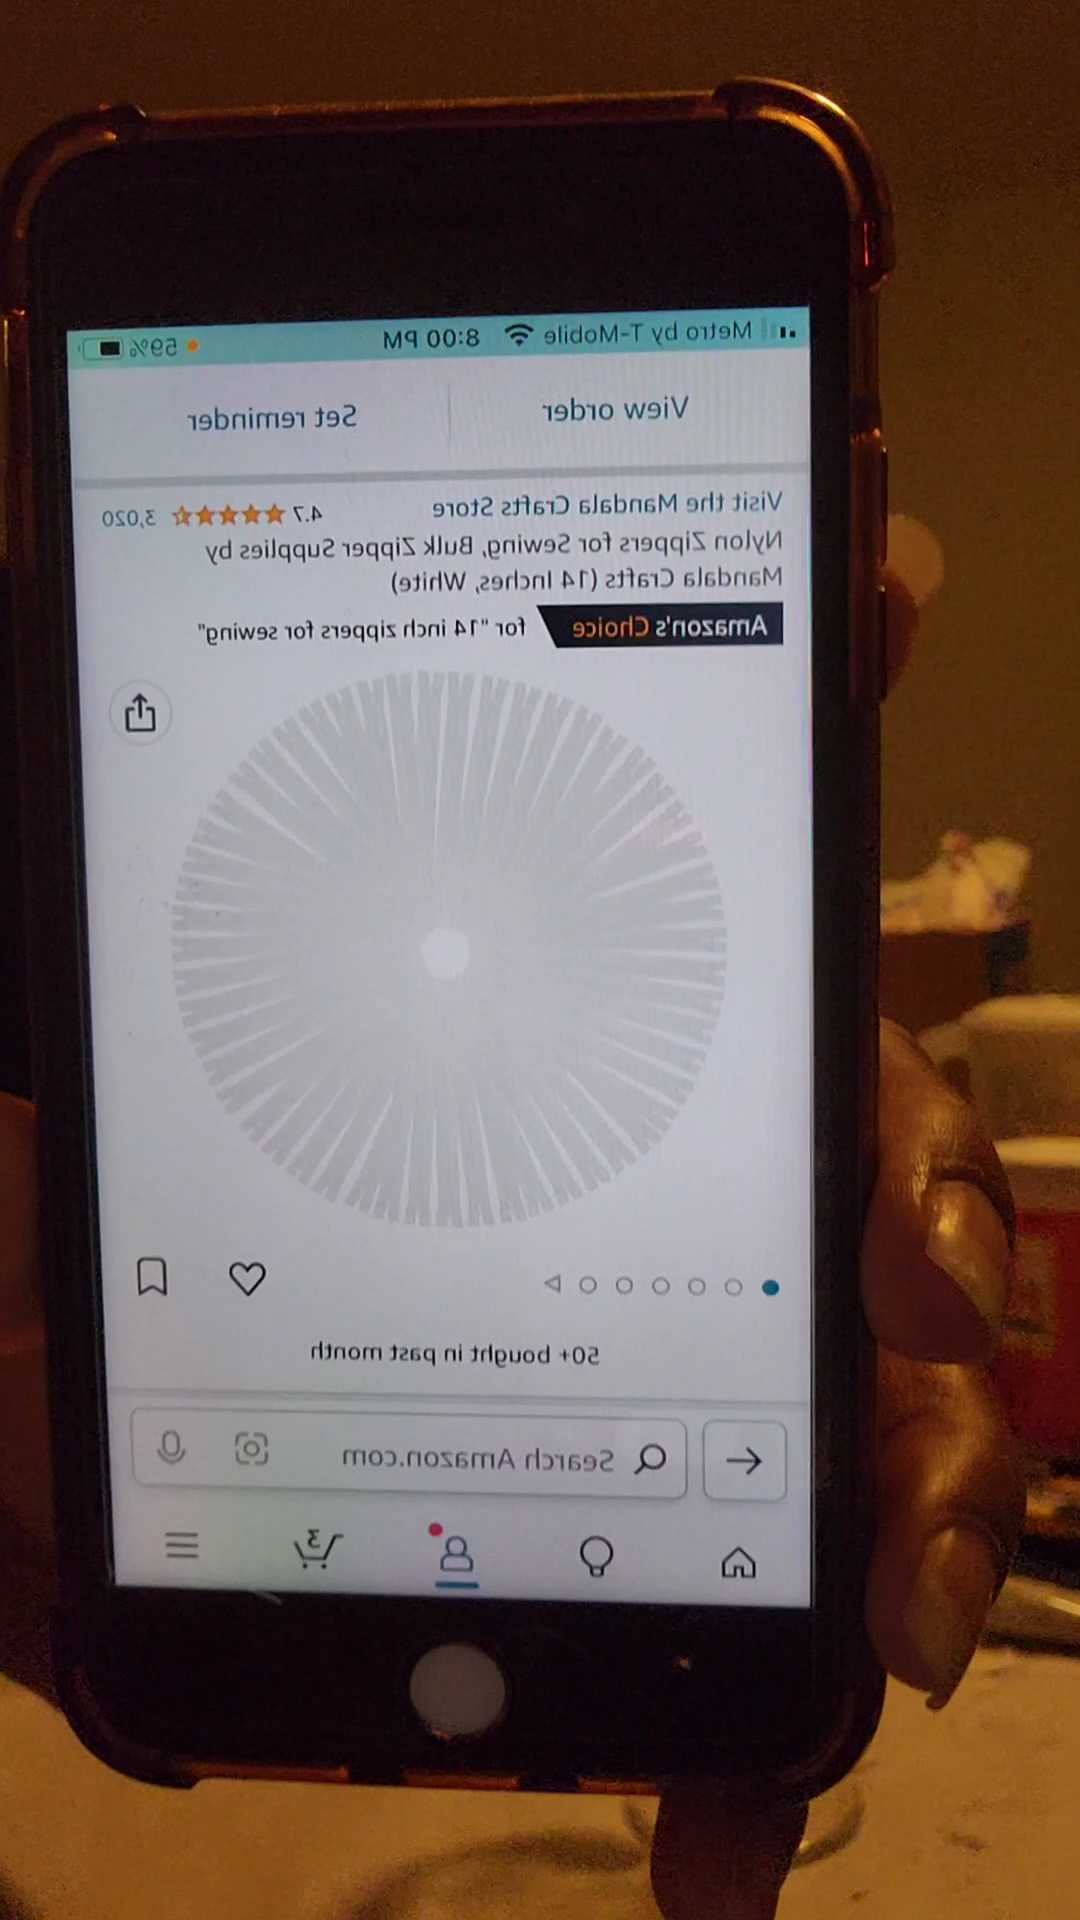 Metro by T-Mobile 8:00 PM 59%
View order Set reminder
Visit the Mandala Crafts Store 4.7 3,020
Nylon Zippers for Sewing, Bulk Zipper Supplies by
Mandala Crafts (14 Inches, White)
Amazon's Choice for "14 inch zippers for sewing"
50+ bought in past month
Search Amazon.com
3